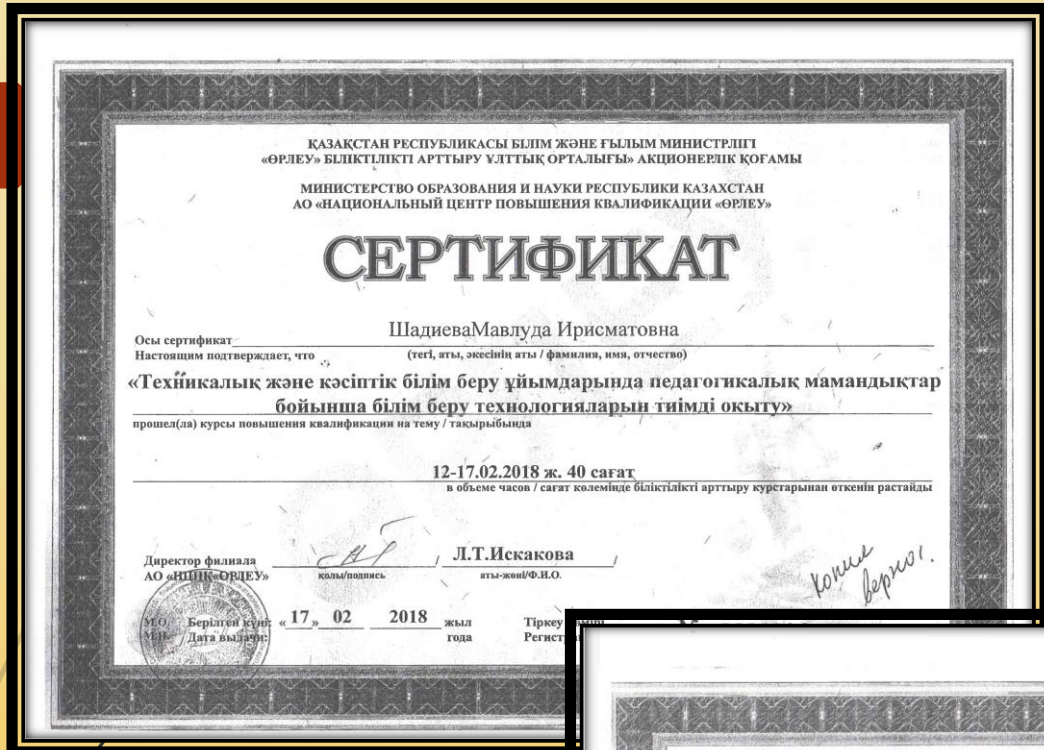 ҚАЗАҚСТАН РЕСПУБЛИКАСЫ БІЛІМ ЖӘНЕ ҒЫЛЫМ МИНИСТРЛІГІ
«ӨРЛЕУ» БІЛІКТІЛІКТІ АРТТЫРУ ҰЛТТЫҚ ОРТАЛЫҒЫ» АКЦИОНЕРЛІК ҚОҒАМЫ
МИНИСТЕРСТВО ОБРАЗОВАНИЯ И НАУКИ РЕСПУБЛИКИ КАЗАХСТАН
АО «НАЦИОНАЛЬНЫЙ ЦЕНТР ПОВЫШЕНИЯ КВАЛИФИКАЦИИ «ӨРЛЕУ»
СЕРТИФИКАТ
Осы сертификат ШадиеваМавлуда Ирисматовна
Настоящим подтверждает, что (тегі, аты, әкесінің аты / фамилия, имя, отчество)
«Техникалық және кәсіптік білім беру ұйымдарында педагогикалық мамандықтар
бойынша білім беру технологияларын тиімді оқыту»
прошел(ла) курсы повышения квалификации на тему / тақырыбында
12-17.02.2018 ж. 40 сағат
в объеме часов / сағат көлемінде біліктілікті арттыру курстарынан өткенін растайды
Директор филиала Л.Т.Искакова
АО «НЦПК«ӨРЛЕУ» қолы/подпись аты-жөні/Ф.И.О.
копия
верно!
М.О. Берілген күні: « 17 » 02 2018 жыл Тіркеу
М.П. Дата выдачи: года Регист